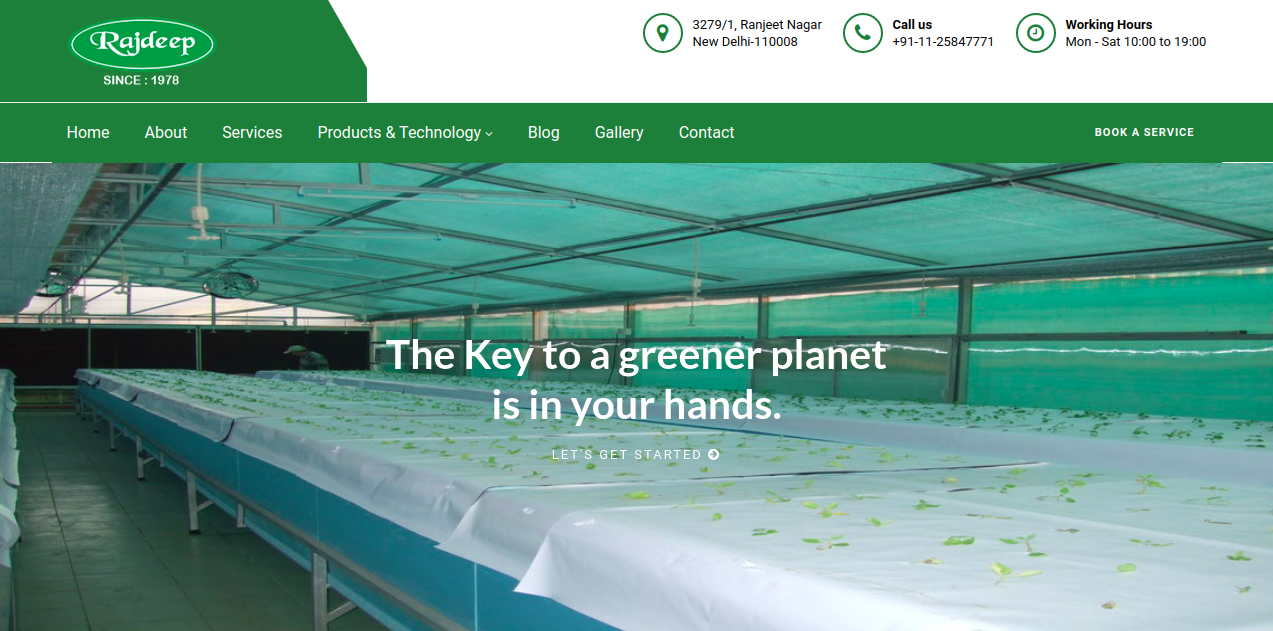 Rajdeep
SINCE : 1978
3279/1, Ranjeet Nagar
New Delhi-110008
Call us
+91-11-25847771
Working Hours
Mon - Sat 10:00 to 19:00
Home
About
Services
Products & Technology
Blog
Gallery
Contact
BOOK A SERVICE
The Key to a greener planet
is in your hands.
LET'S GET STARTED